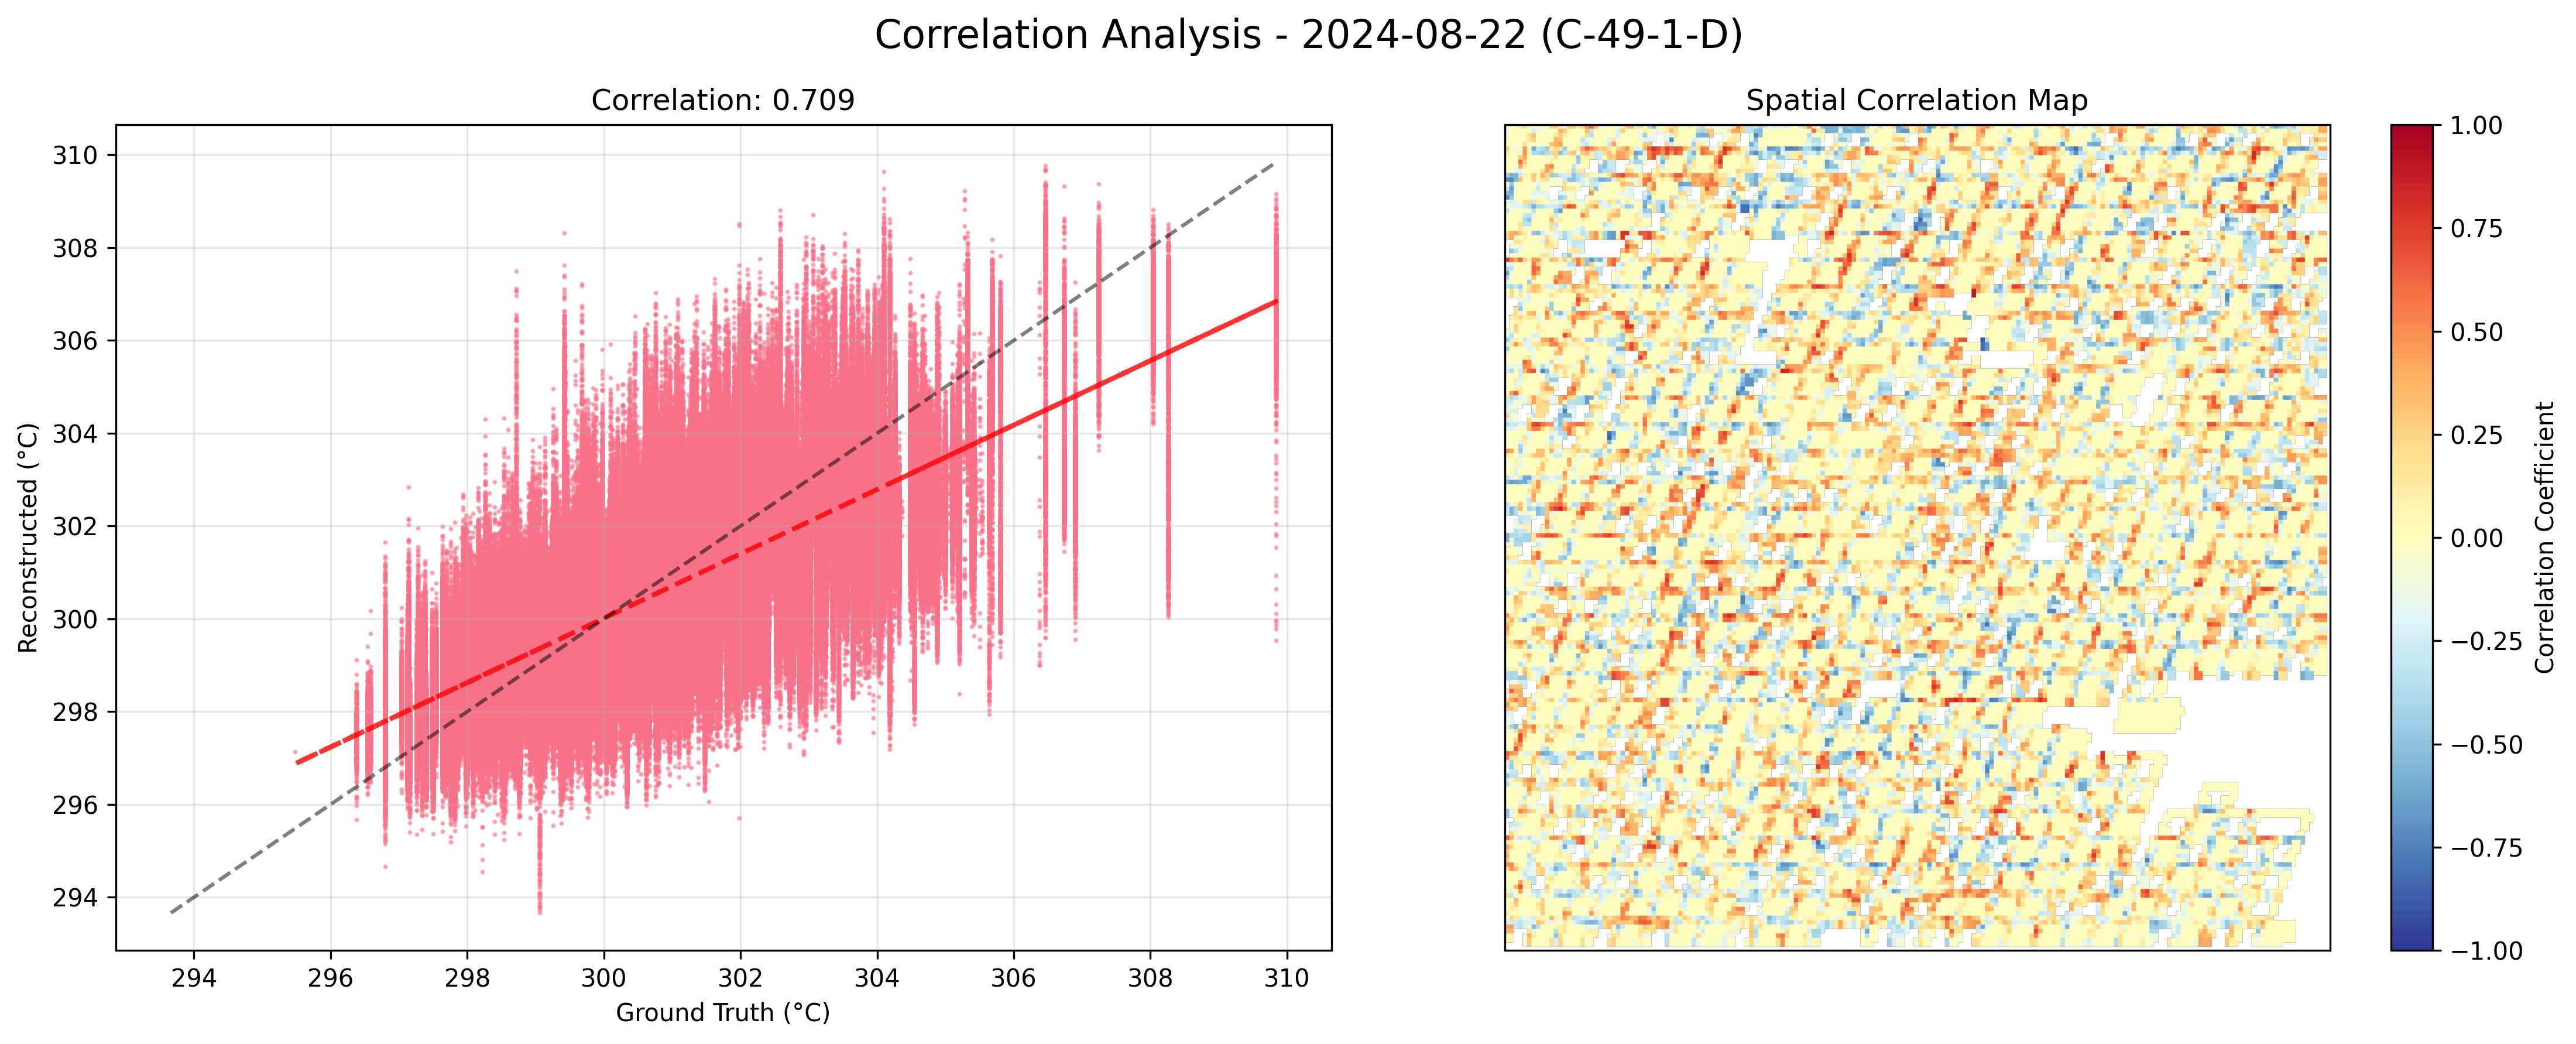 Correlation Analysis - 2024-08-22 (C-49-1-D)
Correlation: 0.709
Reconstructed (°C)
310
308
306
304
302
300
298
296
294
294 296 298 300 302 304 306 308 310
Ground Truth (°C)
Spatial Correlation Map
1.00
0.75
0.50
0.25
0.00
−0.25
−0.50
−0.75
−1.00
Correlation Coefficient